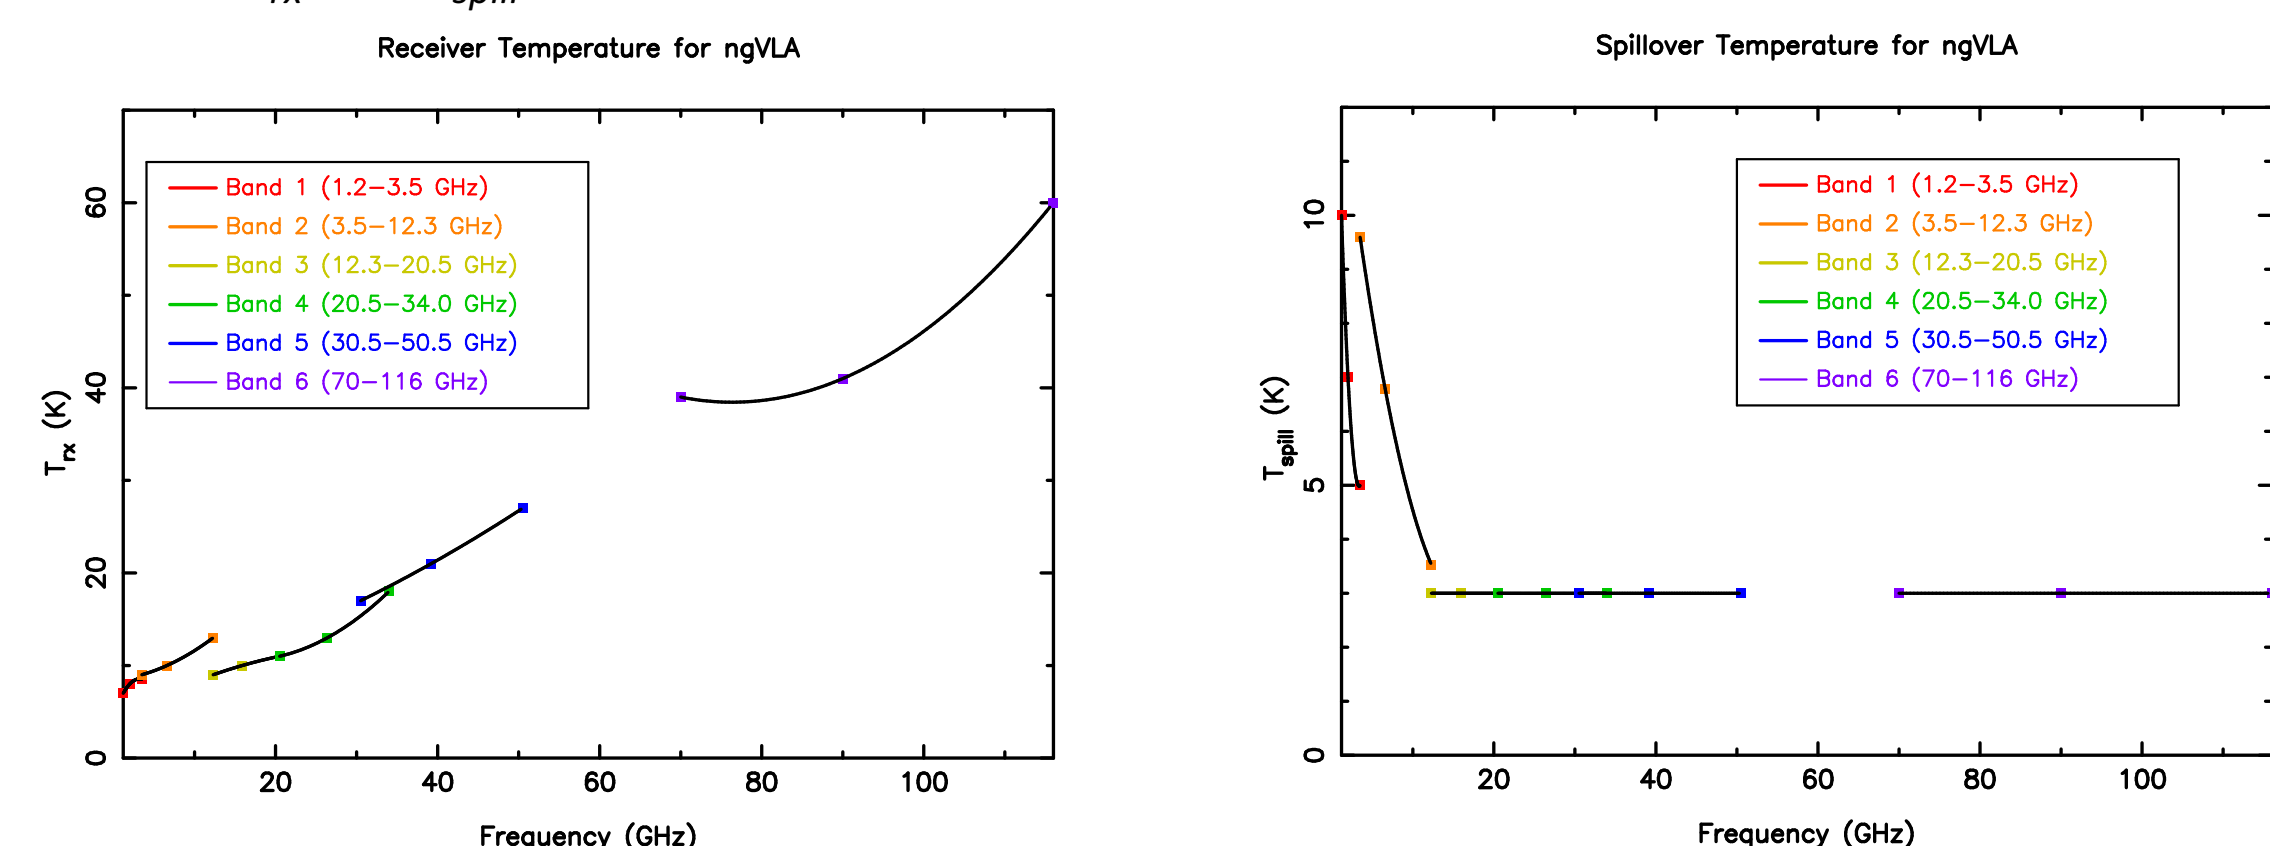 Receiver Temperature for ngVLA
60
40
20
0
T_rx (K)
Band 1 (1.2–3.5 GHz)
Band 2 (3.5–12.3 GHz)
Band 3 (12.3–20.5 GHz)
Band 4 (20.5–34.0 GHz)
Band 5 (30.5–50.5 GHz)
Band 6 (70–116 GHz)
20 40 60 80 100
Frequency (GHz)
Spillover Temperature for ngVLA
10
5
0
T_spill (K)
Band 1 (1.2–3.5 GHz)
Band 2 (3.5–12.3 GHz)
Band 3 (12.3–20.5 GHz)
Band 4 (20.5–34.0 GHz)
Band 5 (30.5–50.5 GHz)
Band 6 (70–116 GHz)
20 40 60 80 100
Frequency (GHz)